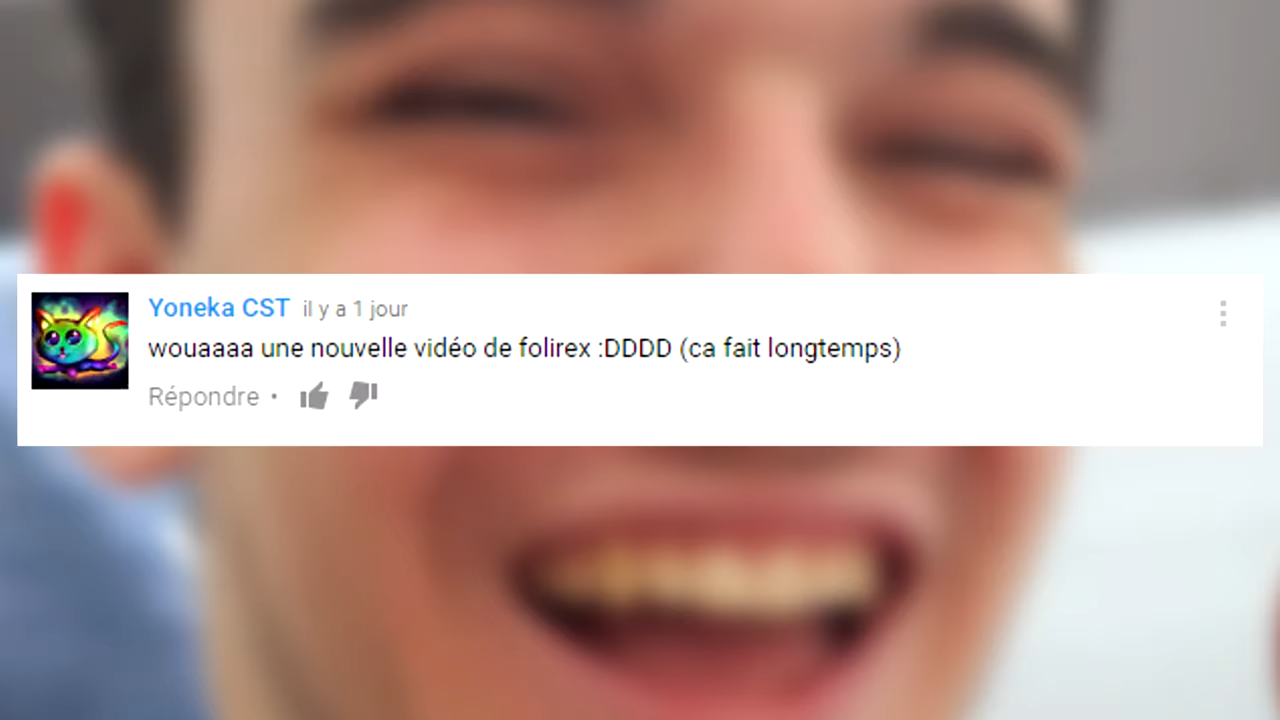 Yoneka CST il y a 1 jour
wouaaaa une nouvelle vidéo de folirex :DDDD (ca fait longtemps)
Répondre •